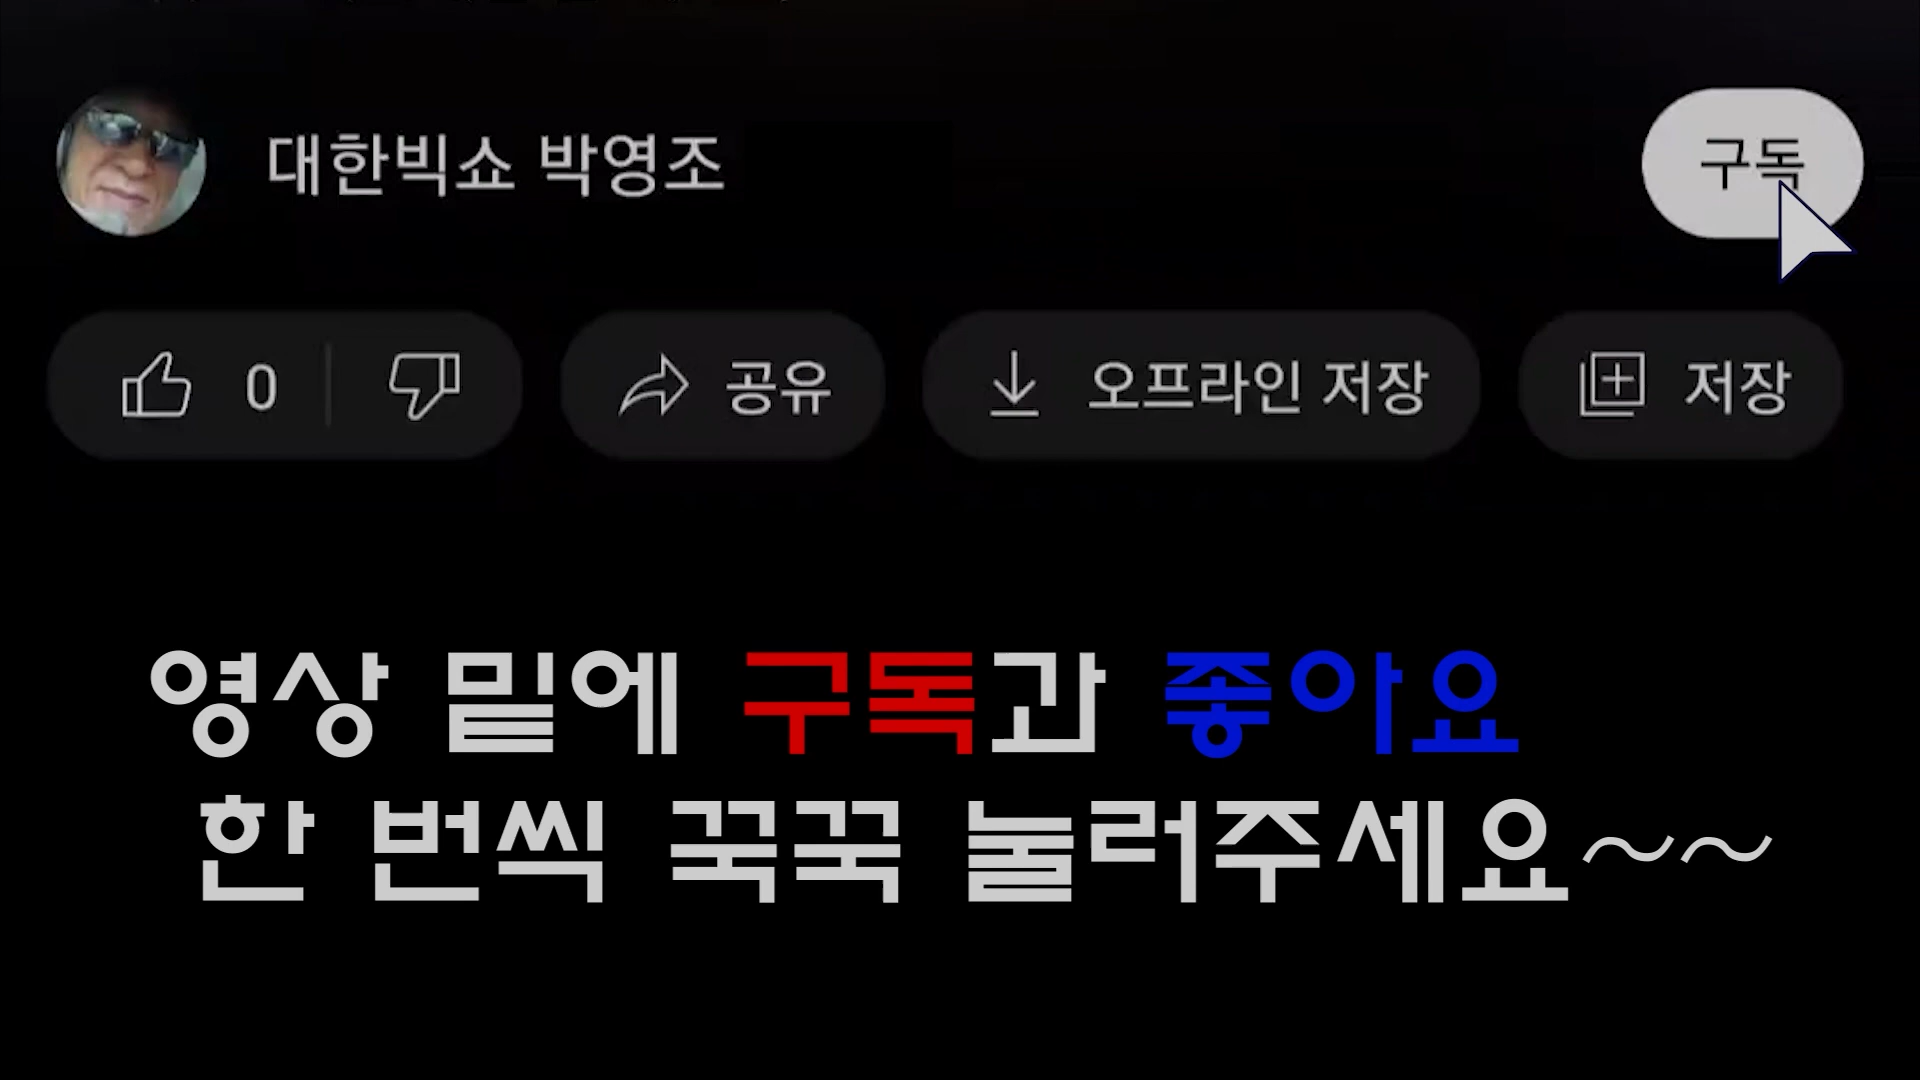 대한빅쇼 박영조
구독
0
공유
오프라인 저장
저장
영상 밑에 구독과 좋아요
한 번씩 꾹꾹 눌러주세요~~